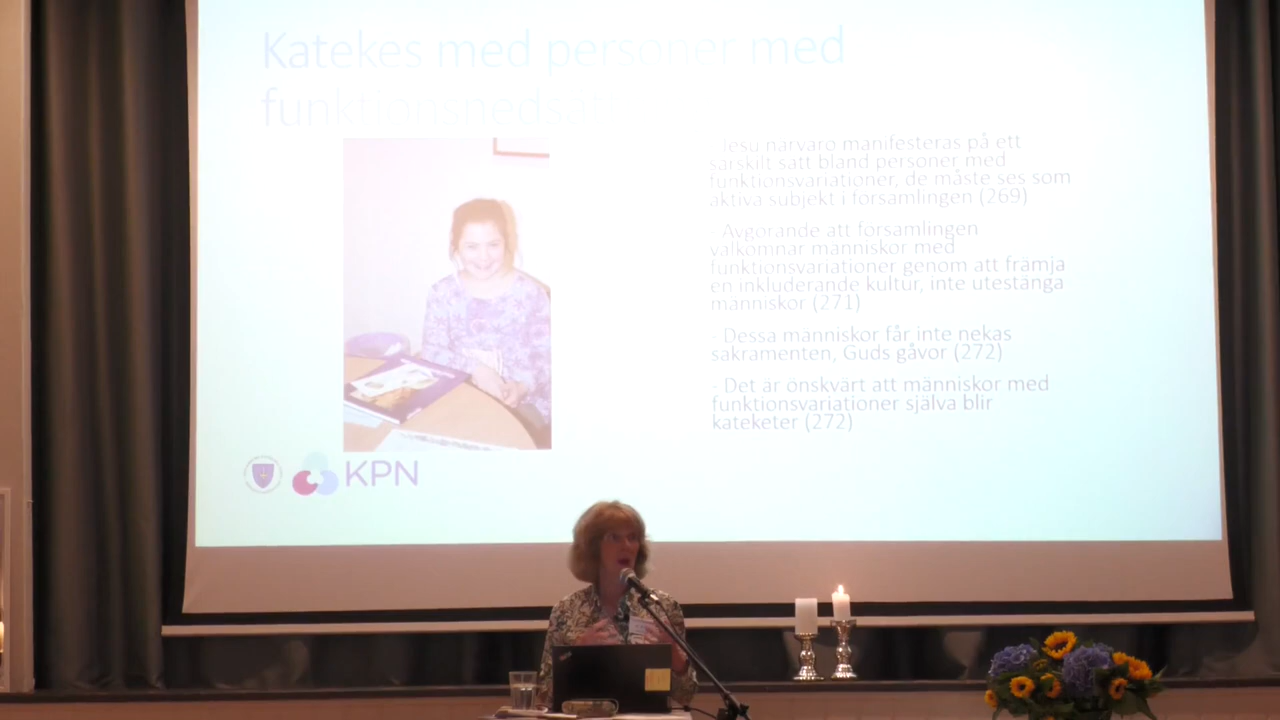 Katekes med personer med
funktionsnedsatt
Jesu närvaro manifesteras på ett
särskilt sätt bland personer med
funktionsvariationer, de måste ses som
aktiva subjekt i församlingen (269)
- Avgörande att församlingen
välkomnar människor med
funktionsvariationer genom att främja
en inkluderande kultur, inte utestänga
människor (271)
- Dessa människor får inte nekas
sakramenten, Guds gåvor (272)
- Det är önskvärt att människor med
funktionsvariationer själva blir
kateketer (272)
KPN